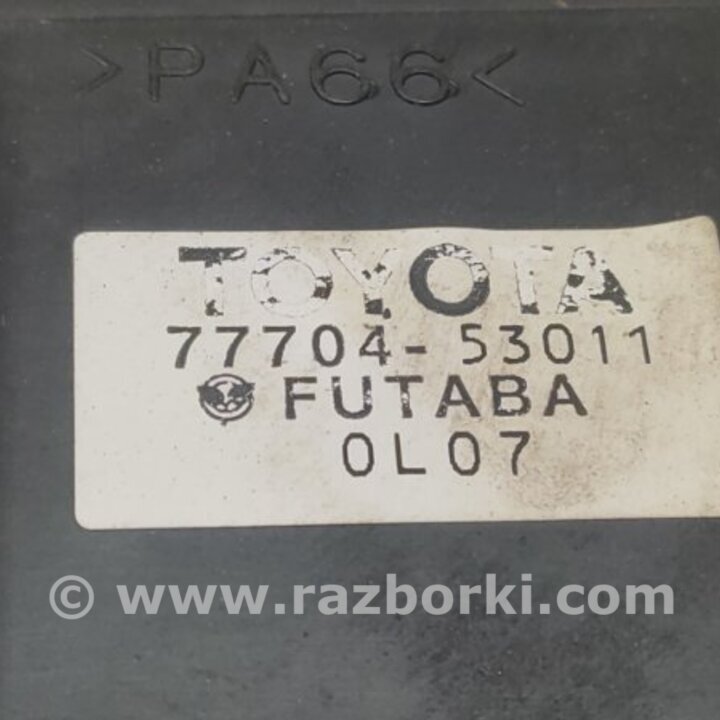 >PA66<
TOYOTA
77704-53011
FUTABA
0L07
© www.razborki.com